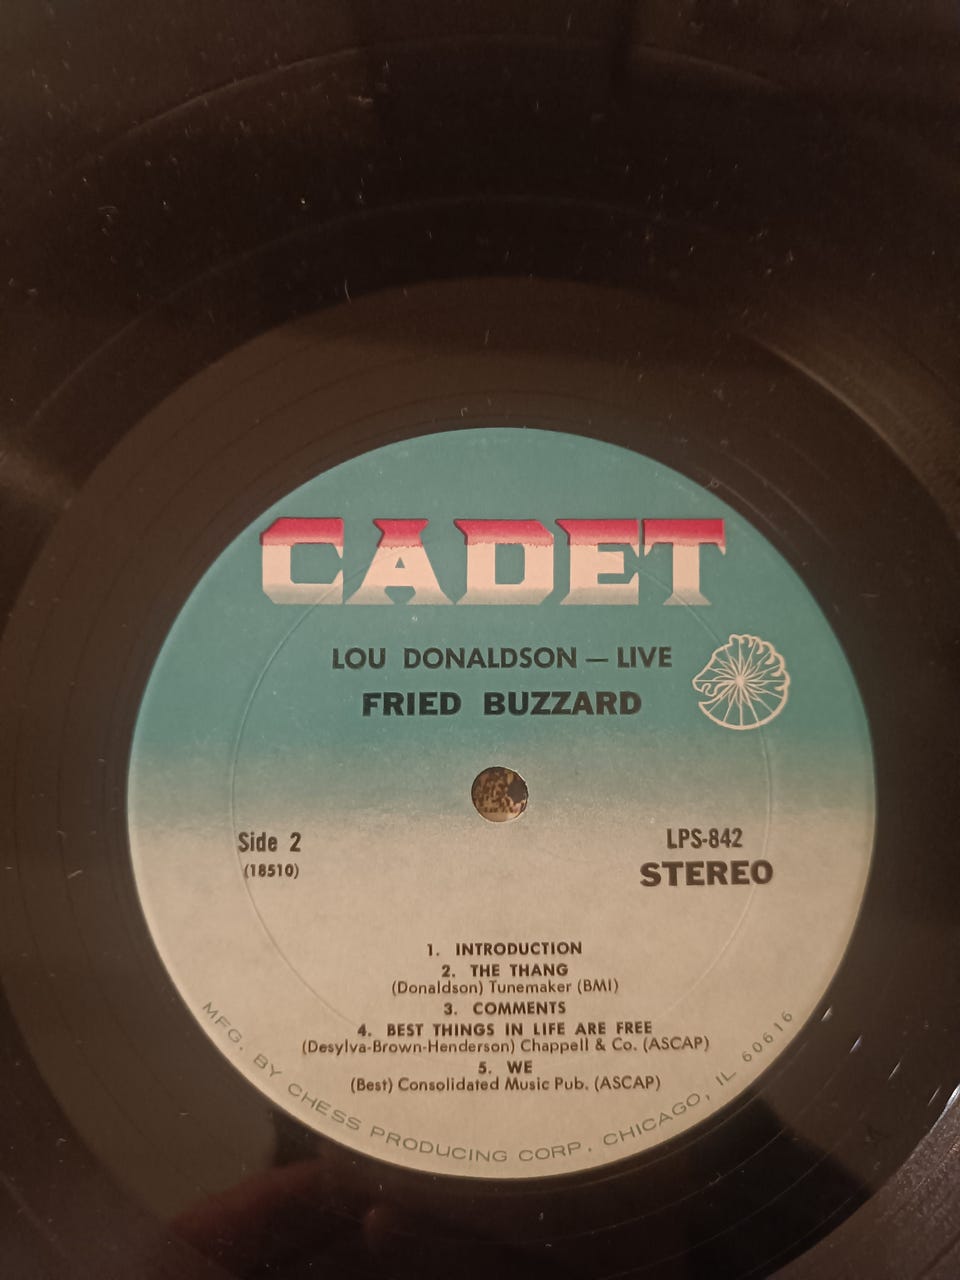 CADET
LOU DONALDSON — LIVE
FRIED BUZZARD
Side 2
(18510)
LPS-842
STEREO
1. INTRODUCTION
2. THE THANG
(Donaldson) Tunemaker (BMI)
3. COMMENTS
4. BEST THINGS IN LIFE ARE FREE
(Desylva-Brown-Henderson) Chappell & Co. (ASCAP)
5. WE
(Best) Consolidated Music Pub. (ASCAP)
MFG. BY CHESS PRODUCING CORP. CHICAGO, IL 60616